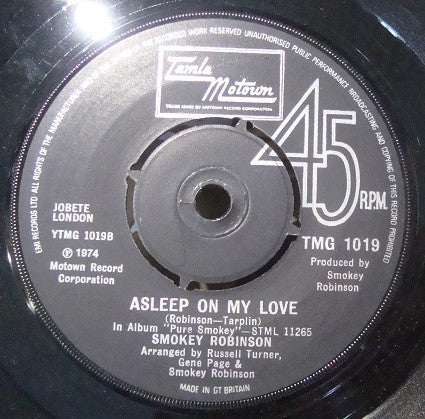 EMI RECORDS LTD ALL RIGHTS OF THE MANUFACTURER AND OF THE OWNER OF THE RECORDED WORK RESERVED UNAUTHORISED PUBLIC PERFORMANCE BROADCASTING AND COPYING OF THIS RECORD PROHIBITED
Tamla
Motown
TRADE MARK OF MOTOWN RECORD CORPORATION
45
R.P.M.
JOBETE
LONDON
YTMG 1019B
℗ 1974
Motown Record
Corporation
TMG 1019
Produced by
Smokey
Robinson
ASLEEP ON MY LOVE
(Robinson—Tarplin)
In Album "Pure Smokey"—STML 11265
SMOKEY ROBINSON
Arranged by Russell Turner,
Gene Page &
Smokey Robinson
MADE IN GT BRITAIN